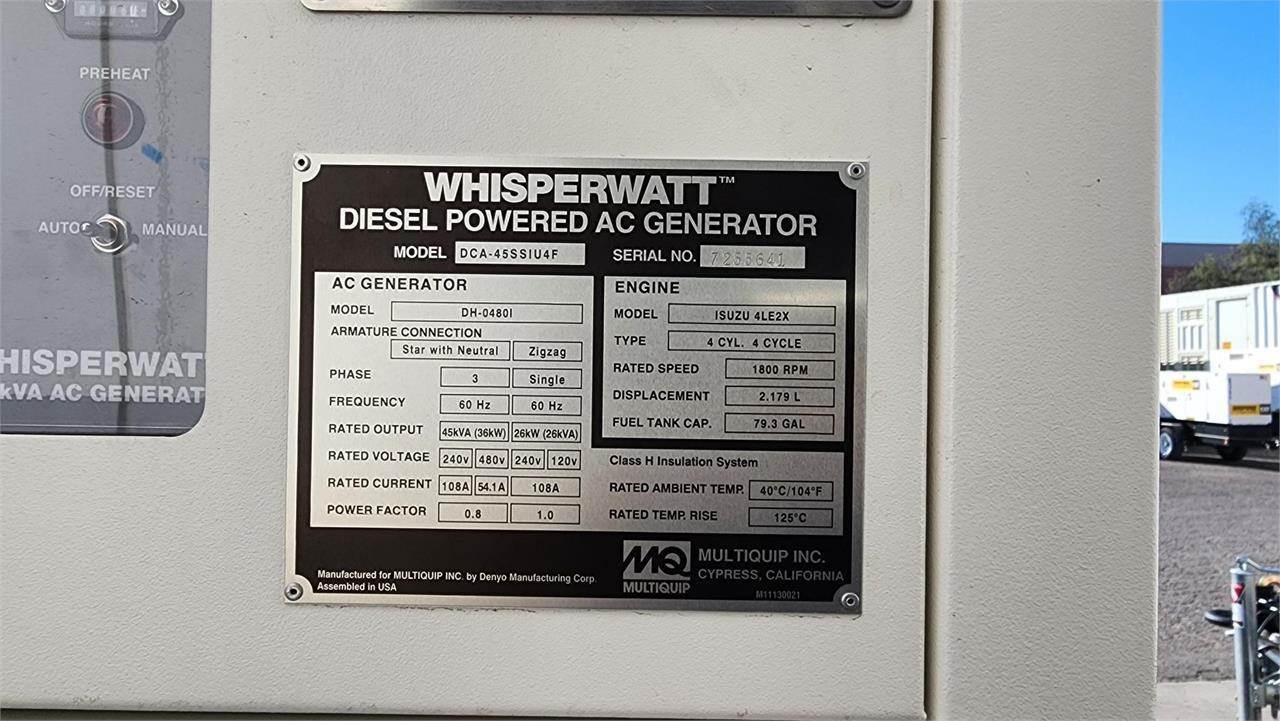 PREHEAT
OFF/RESET
AUTO MANUAL
HISPERWATT
kVA AC GENERAT
WHISPERWATT™
DIESEL POWERED AC GENERATOR
MODEL DCA-45SSIU4F SERIAL NO. 7255641
AC GENERATOR
MODEL DH-0480I
ARMATURE CONNECTION
Star with Neutral Zigzag
PHASE 3 Single
FREQUENCY 60 Hz 60 Hz
RATED OUTPUT 45kVA (36kW) 26kW (26kVA)
RATED VOLTAGE 240v 480v 240v 120v
RATED CURRENT 108A 54.1A 108A
POWER FACTOR 0.8 1.0
ENGINE
MODEL ISUZU 4LE2X
TYPE 4 CYL. 4 CYCLE
RATED SPEED 1800 RPM
DISPLACEMENT 2.179 L
FUEL TANK CAP. 79.3 GAL
Class H Insulation System
RATED AMBIENT TEMP. 40°C/104°F
RATED TEMP. RISE 125°C
Manufactured for MULTIQUIP INC. by Denyo Manufacturing Corp.
Assembled in USA
MQ
MULTIQUIP
MULTIQUIP INC.
CYPRESS, CALIFORNIA
M11130021